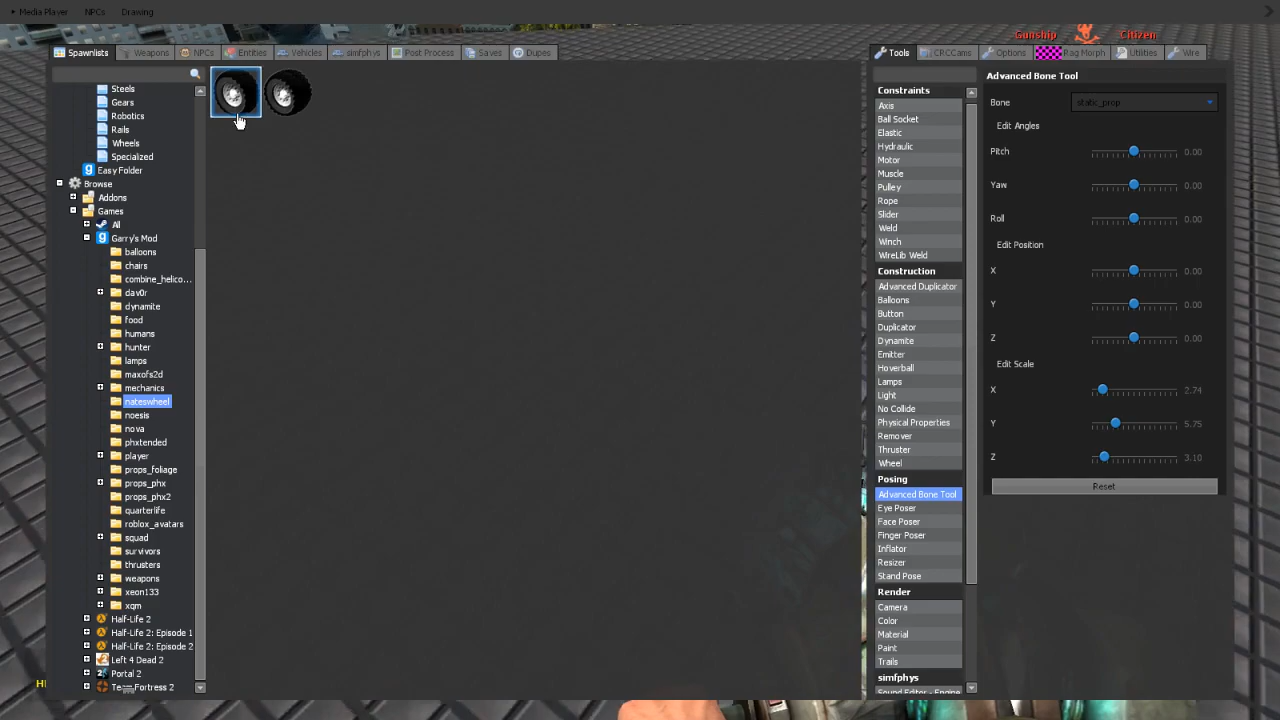 Media Player NPCs Drawing
Gunship Citizen
Spawnlists Weapons NPCs Entities Vehicles simfphys Post Process Saves Dupes
Steels
Gears
Robotics
Rails
Wheels
Specialized
Easy Folder
Browse
Addons
Games
All
Garry's Mod
balloons
chairs
combine_helico...
dav0r
dynamite
food
humans
hunter
lamps
maxofs2d
mechanics
nateswheel
noesis
nova
phxtended
player
props_foliage
props_phx
props_phx2
quarterlife
roblox_avatars
squad
survivors
thrusters
weapons
xeon133
xqm
Half-Life 2
Half-Life 2: Episode 1
Half-Life 2: Episode 2
Left 4 Dead 2
Portal 2
Team Fortress 2
Tools CRCCams Options Rag Morph Utilities Wire
Constraints
Axis
Ball Socket
Elastic
Hydraulic
Motor
Muscle
Pulley
Rope
Slider
Weld
Winch
WireLib Weld
Construction
Advanced Duplicator
Balloons
Button
Duplicator
Dynamite
Emitter
Hoverball
Lamps
Light
No Collide
Physical Properties
Remover
Thruster
Wheel
Posing
Advanced Bone Tool
Eye Poser
Face Poser
Finger Poser
Inflator
Resizer
Stand Pose
Render
Camera
Color
Material
Paint
Trails
simfphys
Sound Editor - Engine
Advanced Bone Tool
Bone static_prop
Edit Angles
Pitch 0.00
Yaw 0.00
Roll 0.00
Edit Position
X 0.00
Y 0.00
Z 0.00
Edit Scale
X 2.74
Y 5.75
Z 3.10
Reset